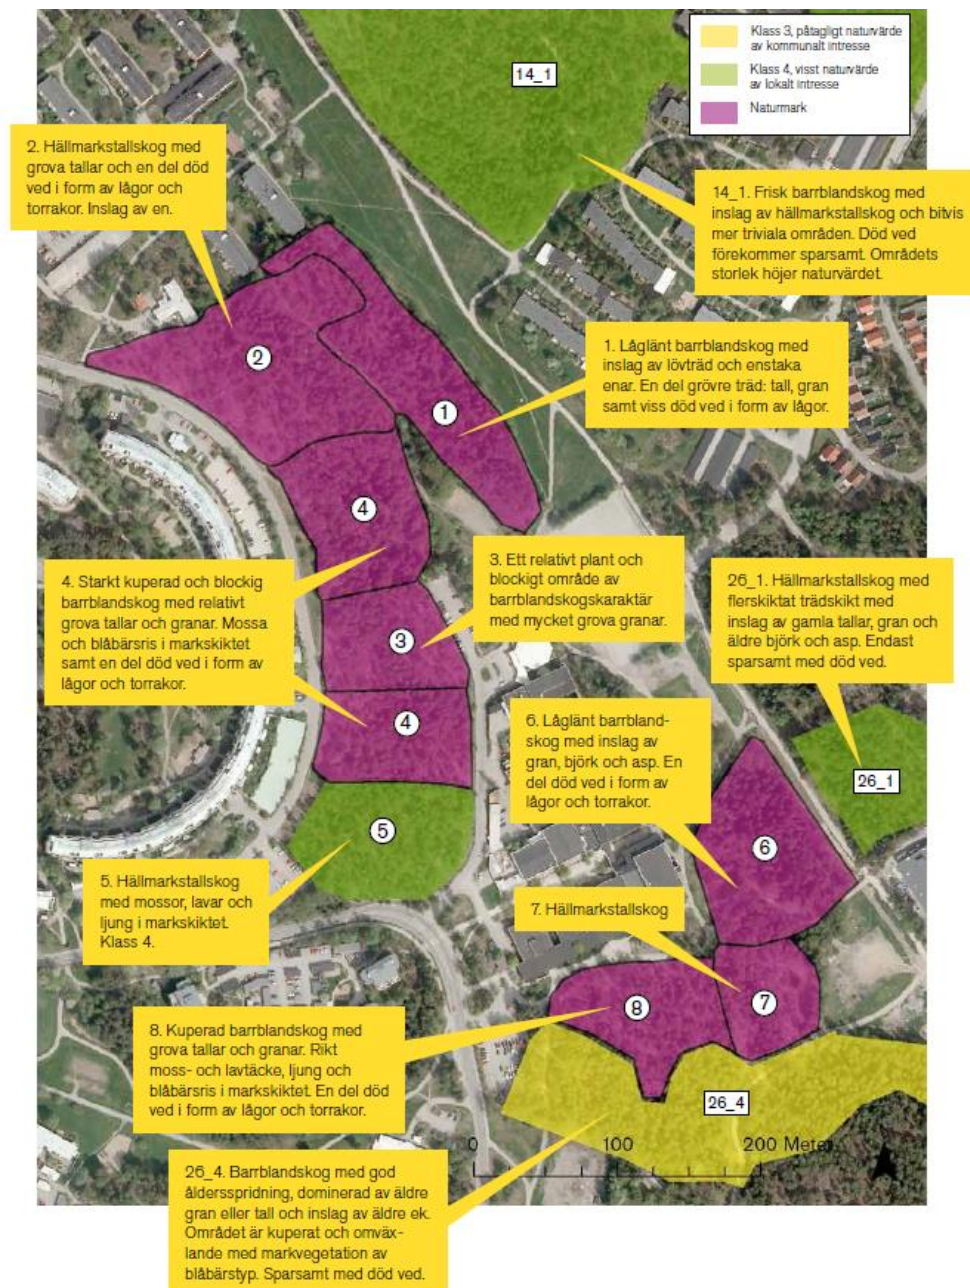 Klass 3, påtagligt naturvärde
av kommunalt intresse
Klass 4, visst naturvärde
av lokalt intresse
Naturmark
14_1
2. Hällmarkstallskog med
grova tallar och en del död
ved i form av lågor och
torrakor. Inslag av en.
14_1. Frisk barrblandskog med
inslag av hällmarkstallskog och bitvis
mer triviala områden. Död ved
förekommer sparsamt. Områdets
storlek höjer naturvärdet.
2
1. Låglänt barrblandskog med
inslag av lövträd och enstaka
enar. En del grövre träd: tall, gran
samt viss död ved i form av lågor.
1
4
4. Starkt kuperad och blockig
barrblandskog med relativt
grova tallar och granar. Mossa
och blåbärsris i markskiktet
samt en del död ved i form av
lågor och torrakor.
3. Ett relativt plant och
blockigt område av
barrblandskogskaraktär
med mycket grova granar.
26_1. Hällmarkstallskog med
flerskiktat trädskikt med
inslag av gamla tallar, gran och
äldre björk och asp. Endast
sparsamt med död ved.
3
4
6. Låglänt barrbland-
skog med inslag av
gran, björk och asp. En
del död ved i form av
lågor och torrakor.
26_1
5
6
5. Hällmarkstallskog
med mossor, lavar och
ljung i markskiktet.
Klass 4.
7. Hällmarkstallskog
8
7
8. Kuperad barrblandskog med
grova tallar och granar. Rikt
moss- och lavtäcke, ljung och
blåbärsris i markskiktet. En del död
ved i form av lågor och torrakor.
26_4
0 100 200 Meter
26_4. Barrblandskog med god
åldersspridning, dominerad av äldre
gran eller tall och inslag av äldre ek.
Området är kuperat och omväx-
lande med markvegetation av
blåbärstyp. Sparsamt med död ved.